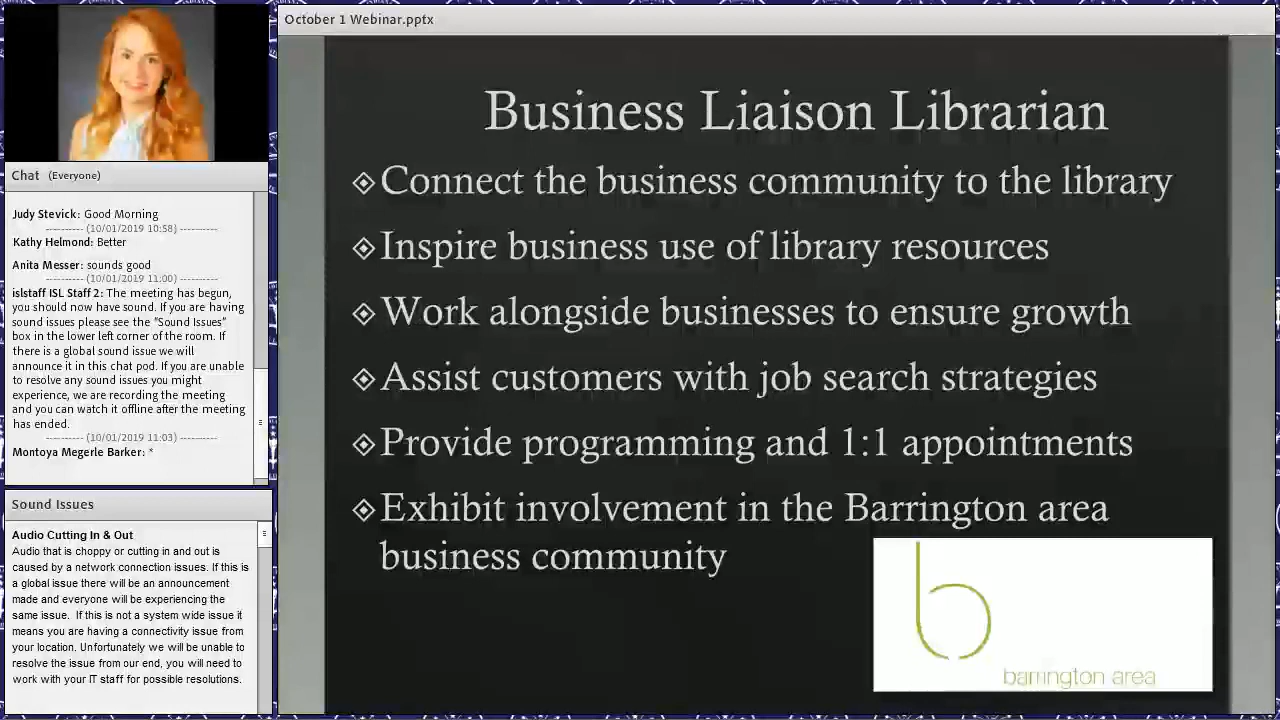 October 1 Webinar.pptx
Chat (Everyone)
Judy Stevick: Good Morning
---------- (10/01/2019 10:58) ----------
Kathy Helmond: Better
Anita Messer: sounds good
---------- (10/01/2019 11:00) ----------
islstaff ISL Staff 2: The meeting has begun,
you should now have sound. If you are having
sound issues please see the "Sound Issues"
box in the lower left corner of the room. If
there is a global sound issue we will
announce it in this chat pod. If you are unable
to resolve any sound issues you might
experience, we are recording the meeting
and you can watch it offline after the meeting
has ended.
---------- (10/01/2019 11:03) ----------
Montoya Megerle Barker: *
Sound Issues
Audio Cutting In & Out
Audio that is choppy or cutting in and out is
caused by a network connection issues. If this is
a global issue there will be an announcement
made and everyone will be experiencing the
same issue. If this is not a system wide issue it
means you are having a connectivity issue from
your location. Unfortunately we will be unable to
resolve the issue from our end, you will need to
work with your IT staff for possible resolutions.
Business Liaison Librarian
Connect the business community to the library
Inspire business use of library resources
Work alongside businesses to ensure growth
Assist customers with job search strategies
Provide programming and 1:1 appointments
Exhibit involvement in the Barrington area
business community
b
barrington area